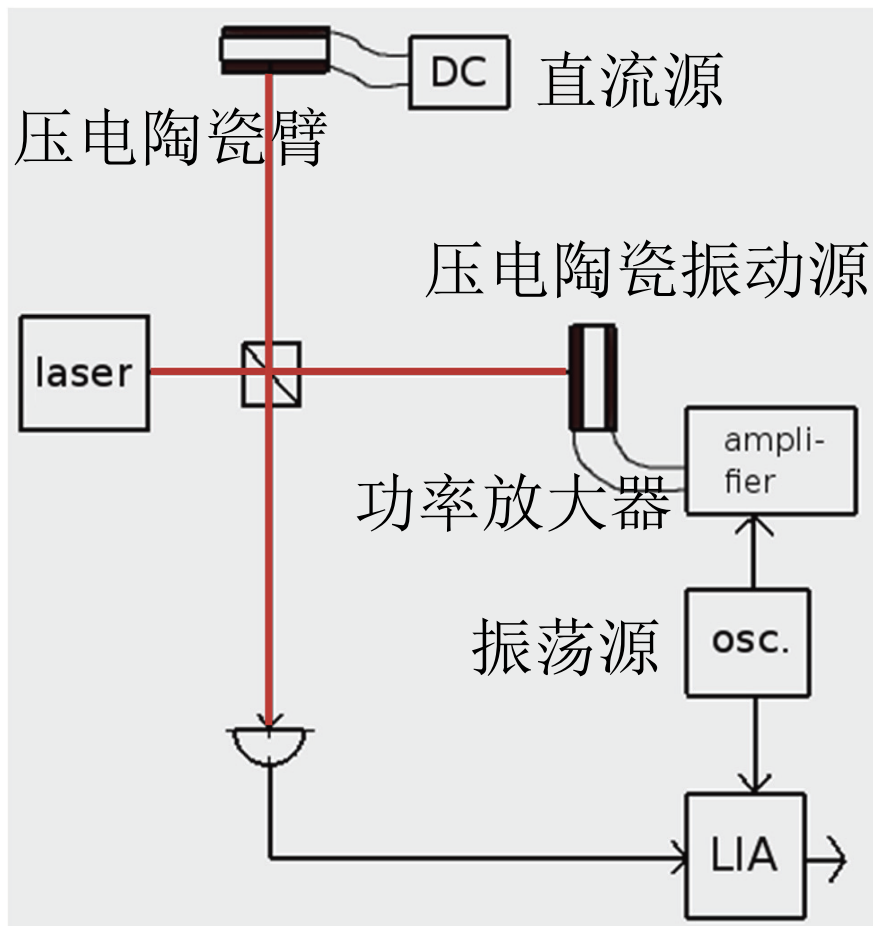 DC
直流源
压电陶瓷臂
压电陶瓷振动源
laser
ampli-
fier
功率放大器
振荡源
osc.
LIA